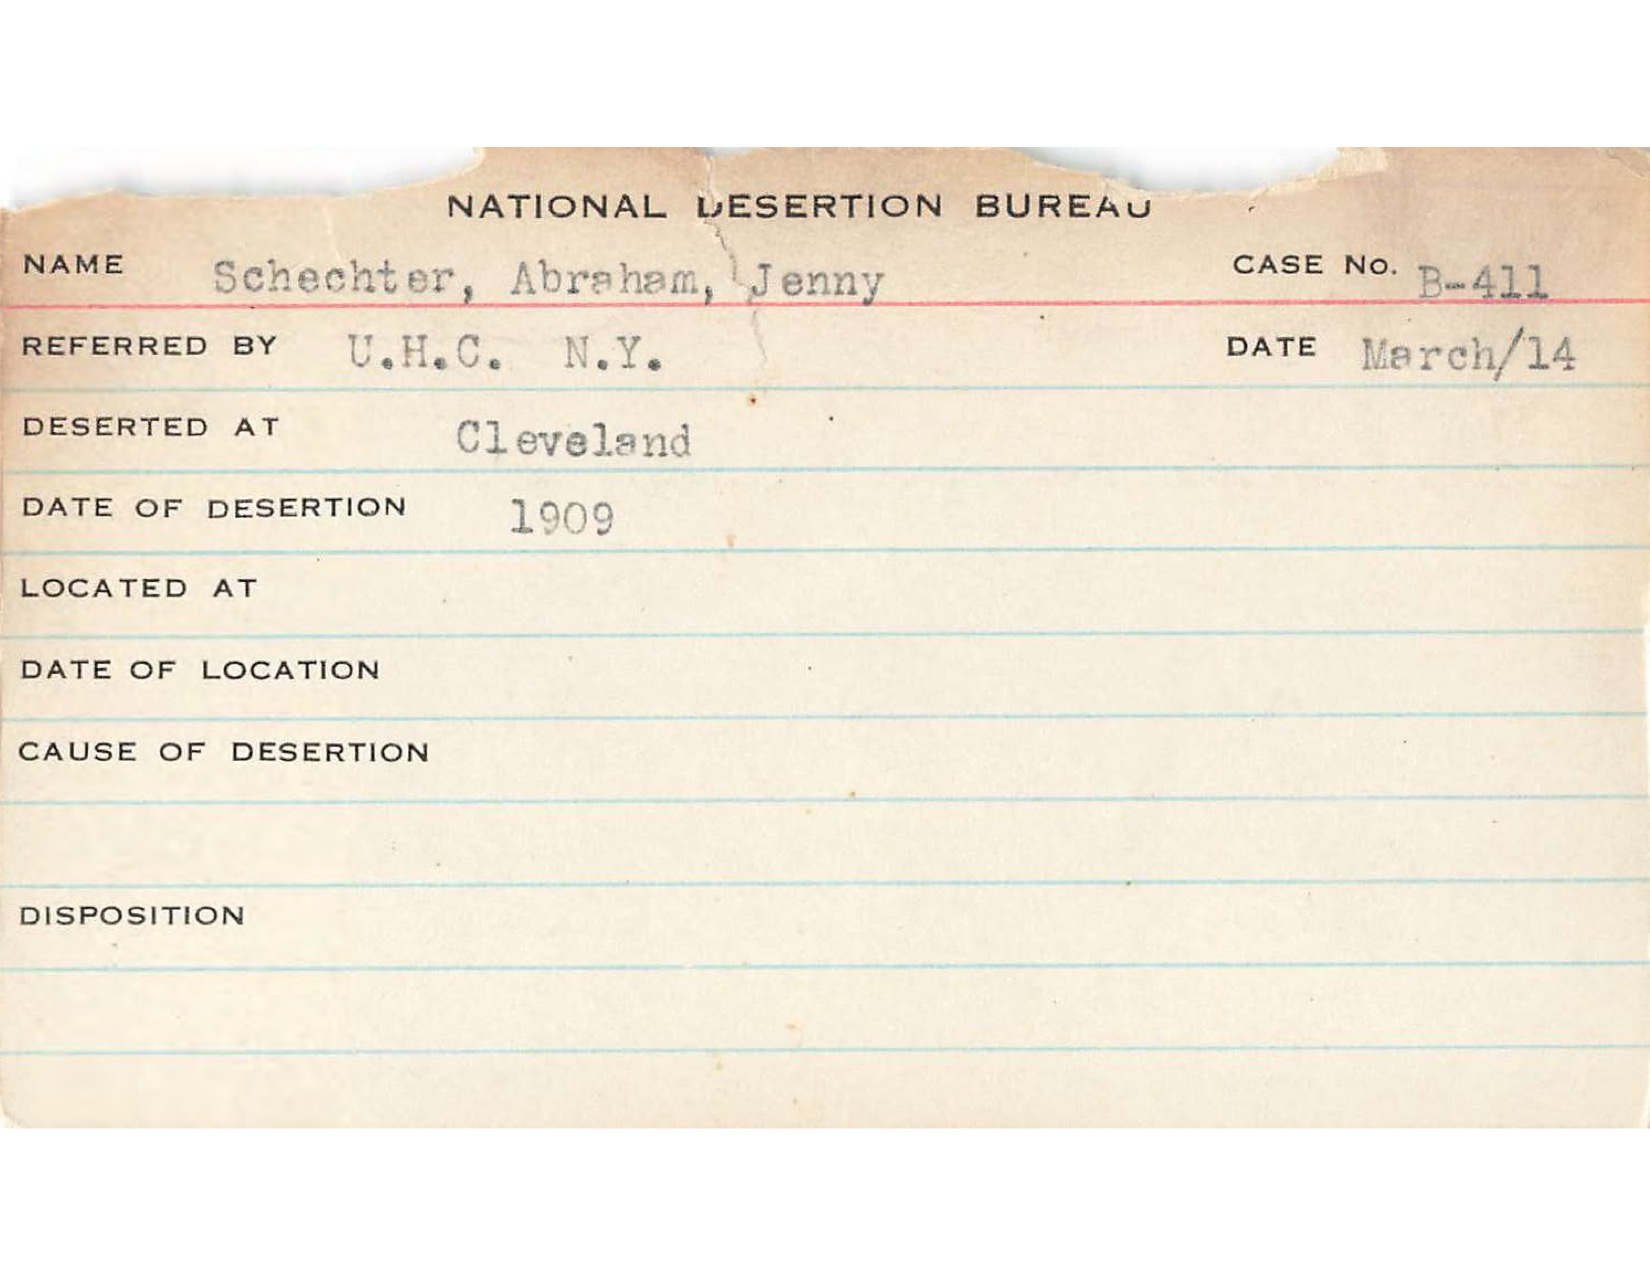 NATIONAL DESERTION BUREAU
NAME Schechter, Abraham, Jenny CASE No. B-411
REFERRED BY U.H.C. N.Y. DATE March/14
DESERTED AT Cleveland
DATE OF DESERTION 1909
LOCATED AT
DATE OF LOCATION
CAUSE OF DESERTION
DISPOSITION